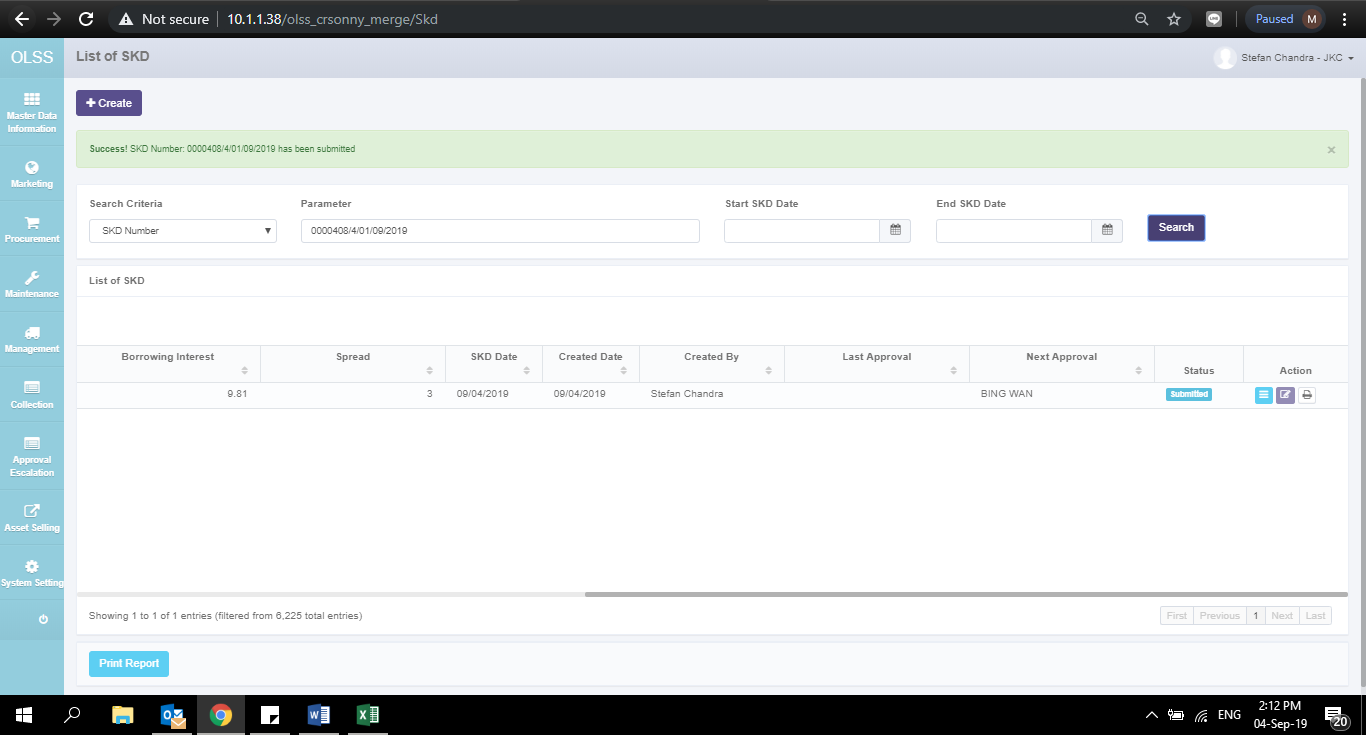 Not secure
10.1.1.38/olss_crsonny_merge/Skd
Paused
M
OLSS
List of SKD
Stefan Chandra - JKC
Master Data
Information
Marketing
Procurement
Maintenance
Management
Collection
Approval
Escalation
Asset Selling
System Setting
+ Create
Success! SKD Number: 0000408/4/01/09/2019 has been submitted
×
Search Criteria
Parameter
Start SKD Date
End SKD Date
SKD Number
0000408/4/01/09/2019
Search
List of SKD
Borrowing Interest
Spread
SKD Date
Created Date
Created By
Last Approval
Next Approval
Status
Action
9.81
3
09/04/2019
09/04/2019
Stefan Chandra
BING WAN
Submitted
Showing 1 to 1 of 1 entries (filtered from 6,225 total entries)
First
Previous
1
Next
Last
Print Report
ENG
2:12 PM
04-Sep-19
20